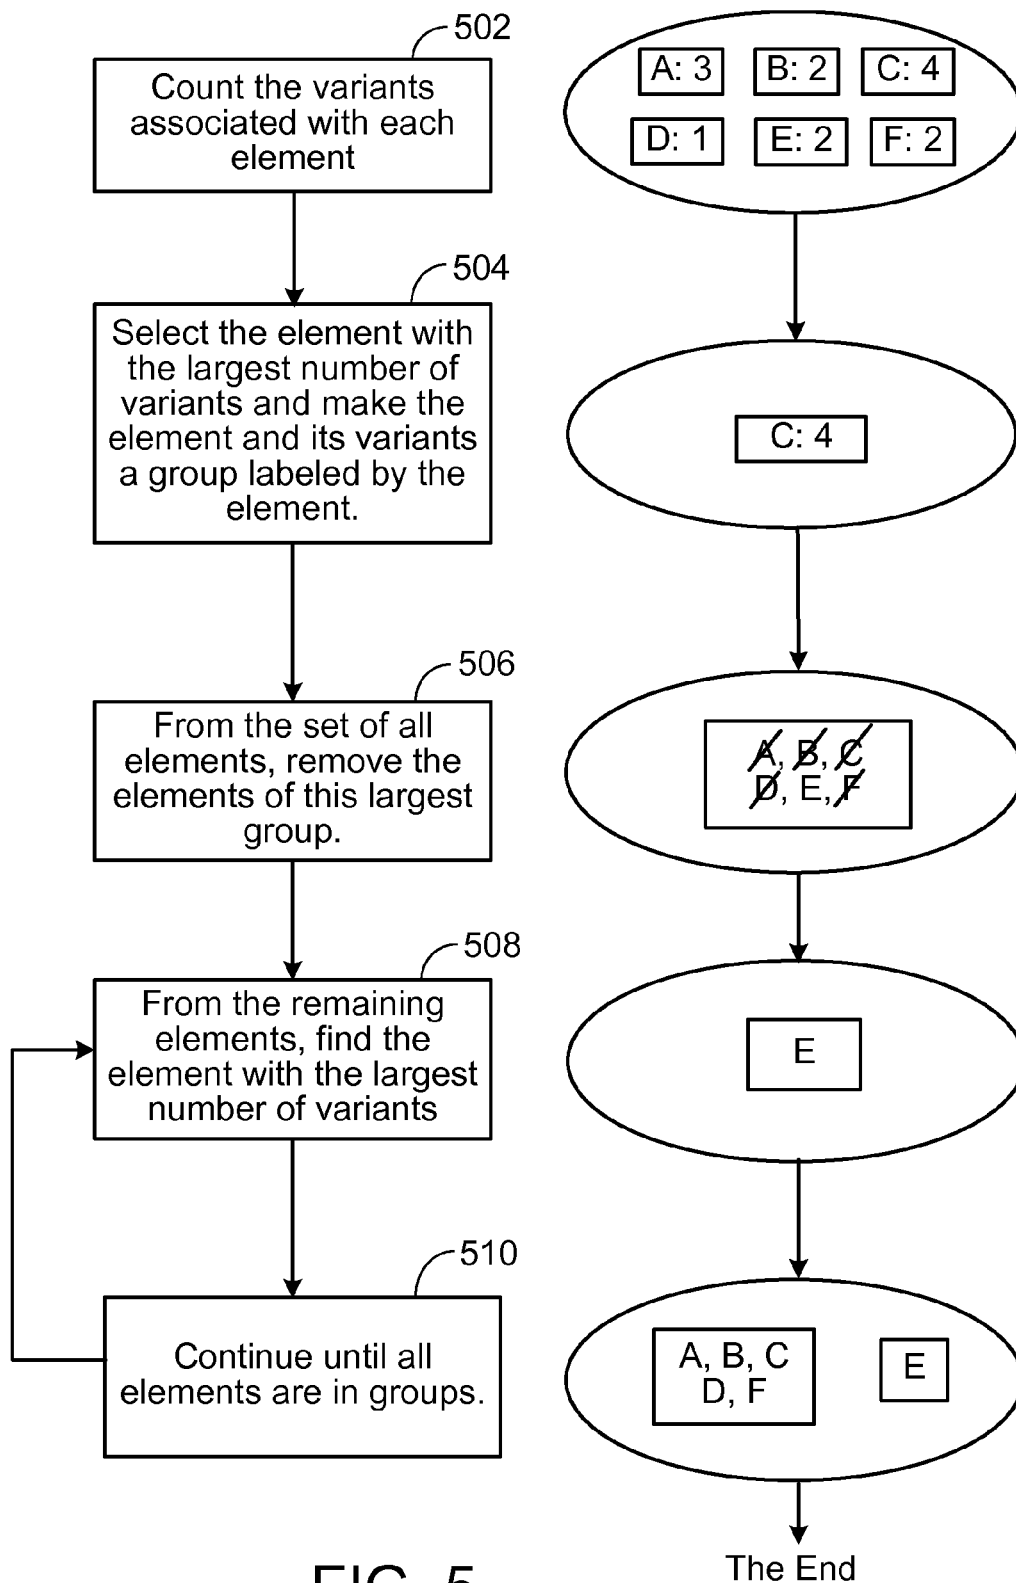 502
Count the variants
associated with each
element
A: 3
B: 2
C: 4
D: 1
E: 2
F: 2
504
Select the element with
the largest number of
variants and make the
element and its variants
a group labeled by the
element.
C: 4
506
From the set of all
elements, remove the
elements of this largest
group.
A, B, C
D, E, F
508
From the remaining
elements, find the
element with the largest
number of variants
E
510
Continue until all
elements are in groups.
A, B, C
D, F
E
The End
FIG. 5